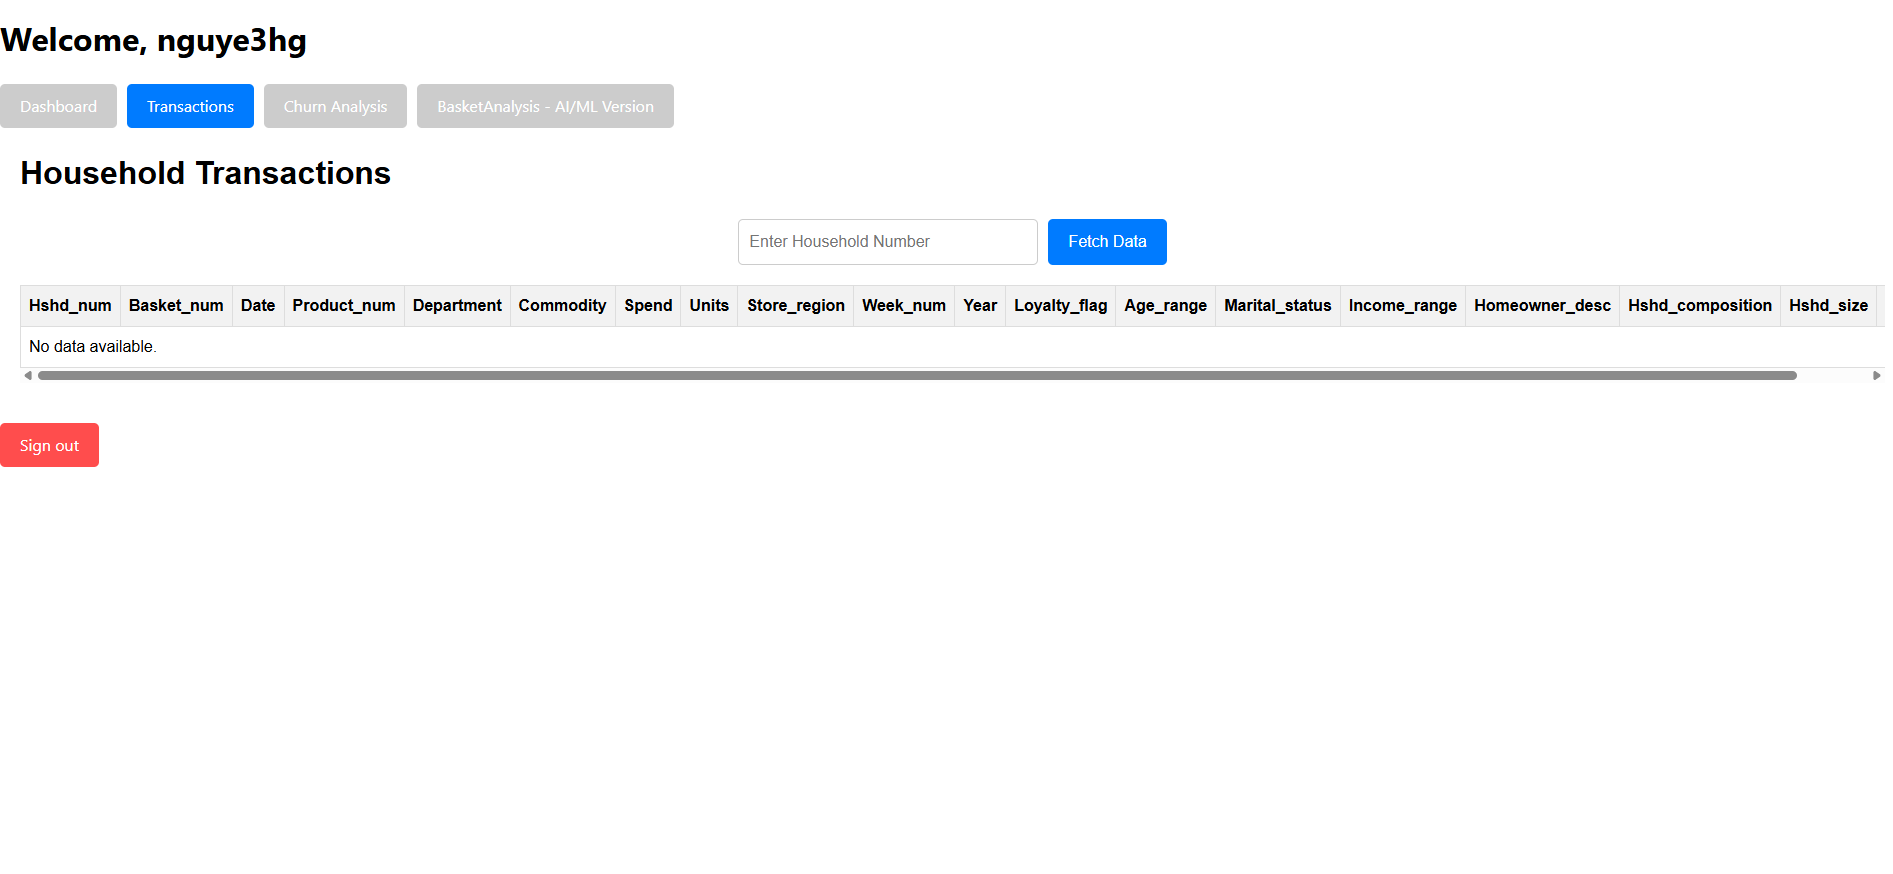 Welcome, nguye3hg
Dashboard Transactions Churn Analysis BasketAnalysis - AI/ML Version
Household Transactions
Enter Household Number Fetch Data
Hshd_num Basket_num Date Product_num Department Commodity Spend Units Store_region Week_num Year Loyalty_flag Age_range Marital_status Income_range Homeowner_desc Hshd_composition Hshd_size
No data available.
Sign out